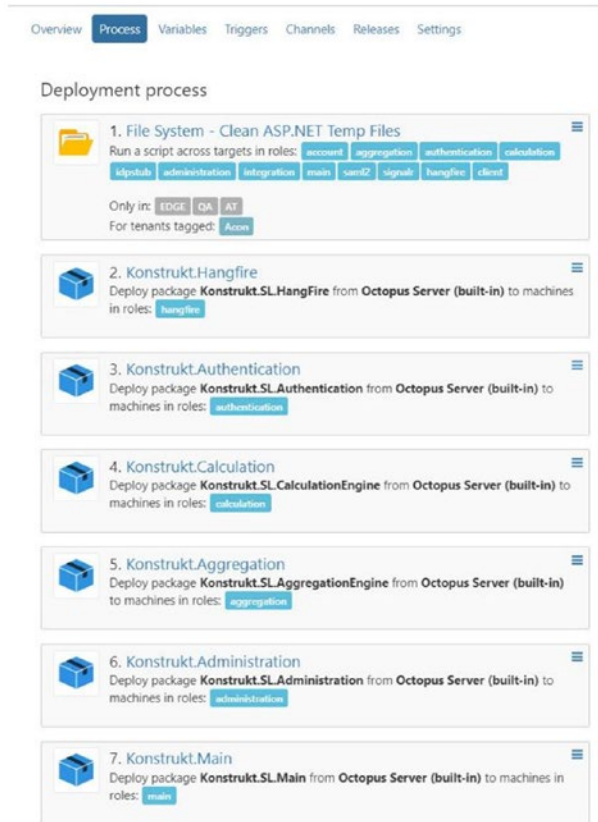 Overview Process Variables Triggers Channels Releases Settings
Deployment process
1. File System - Clean ASP.NET Temp Files
Run a script across targets in roles: account aggregation authentication calculation
idpstub administration integration main saml2 signalr hangfire client
Only in: EDGE QA AT
For tenants tagged: Acon
2. Konstrukt.Hangfire
Deploy package Konstrukt.SL.HangFire from Octopus Server (built-in) to machines
in roles: hangfire
3. Konstrukt.Authentication
Deploy package Konstrukt.SL.Authentication from Octopus Server (built-in) to
machines in roles: authentication
4. Konstrukt.Calculation
Deploy package Konstrukt.SL.CalculationEngine from Octopus Server (built-in) to
machines in roles: calculation
5. Konstrukt.Aggregation
Deploy package Konstrukt.SL.AggregationEngine from Octopus Server (built-in)
to machines in roles: aggregation
6. Konstrukt.Administration
Deploy package Konstrukt.SL.Administration from Octopus Server (built-in) to
machines in roles: administration
7. Konstrukt.Main
Deploy package Konstrukt.SL.Main from Octopus Server (built-in) to machines in
roles: main